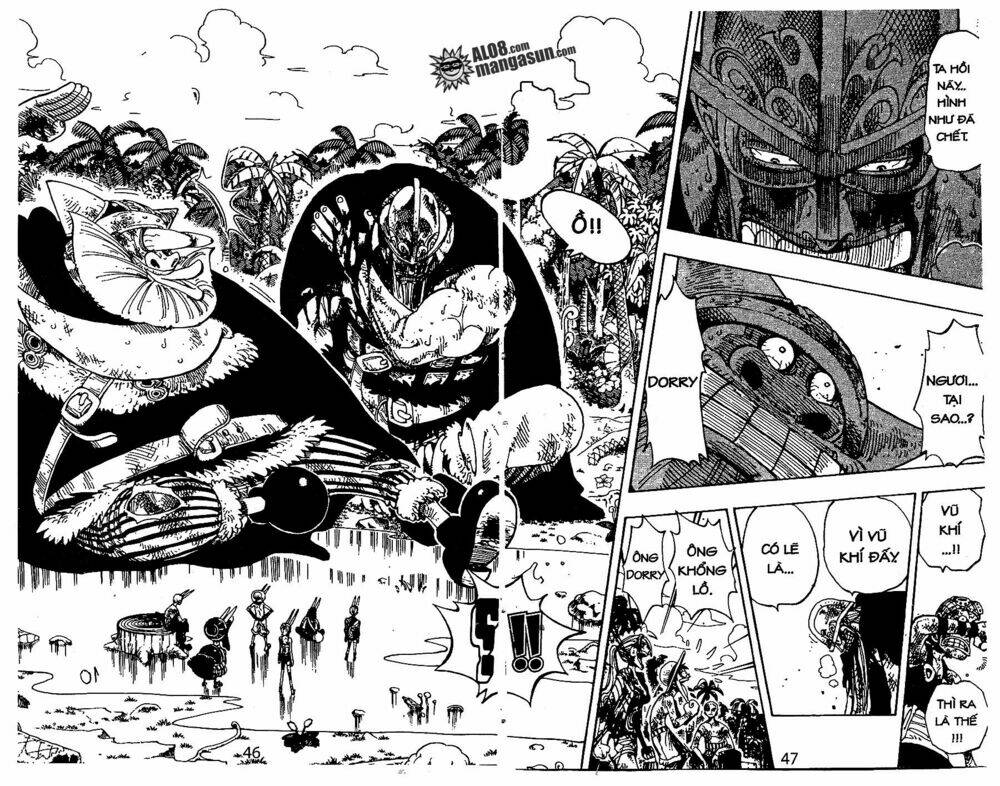 AL08.com
mangasun.com
TA HỒI
NÃY...
HÌNH
NHƯ ĐÃ
CHẾT.
Ồ!!
NGƯƠI...
TẠI
SAO...?
DORRY
VŨ
KHÍ
...!!
THÌ RA
LÀ THẾ
!!!
VÌ VŨ
KHÍ ĐẤY.
CÓ LẼ
LÀ...
ÔNG
KHỔNG
LỒ.
ÔNG
DORRY
!!
46
47